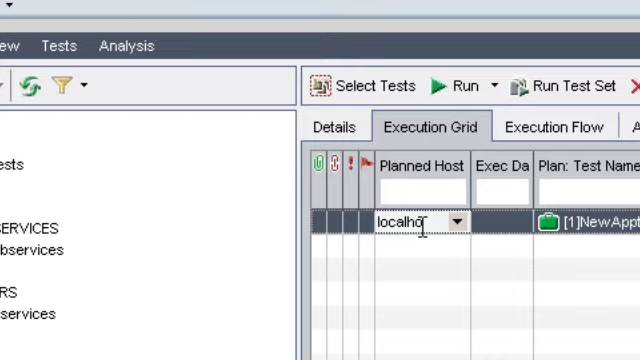 ew Tests Analysis
Select Tests Run Run Test Set
Details Execution Grid Execution Flow A
Planned Host Exec Da Plan: Test Name
localho [1]NewAppt
ests
ERVICES
bservices
RS
services